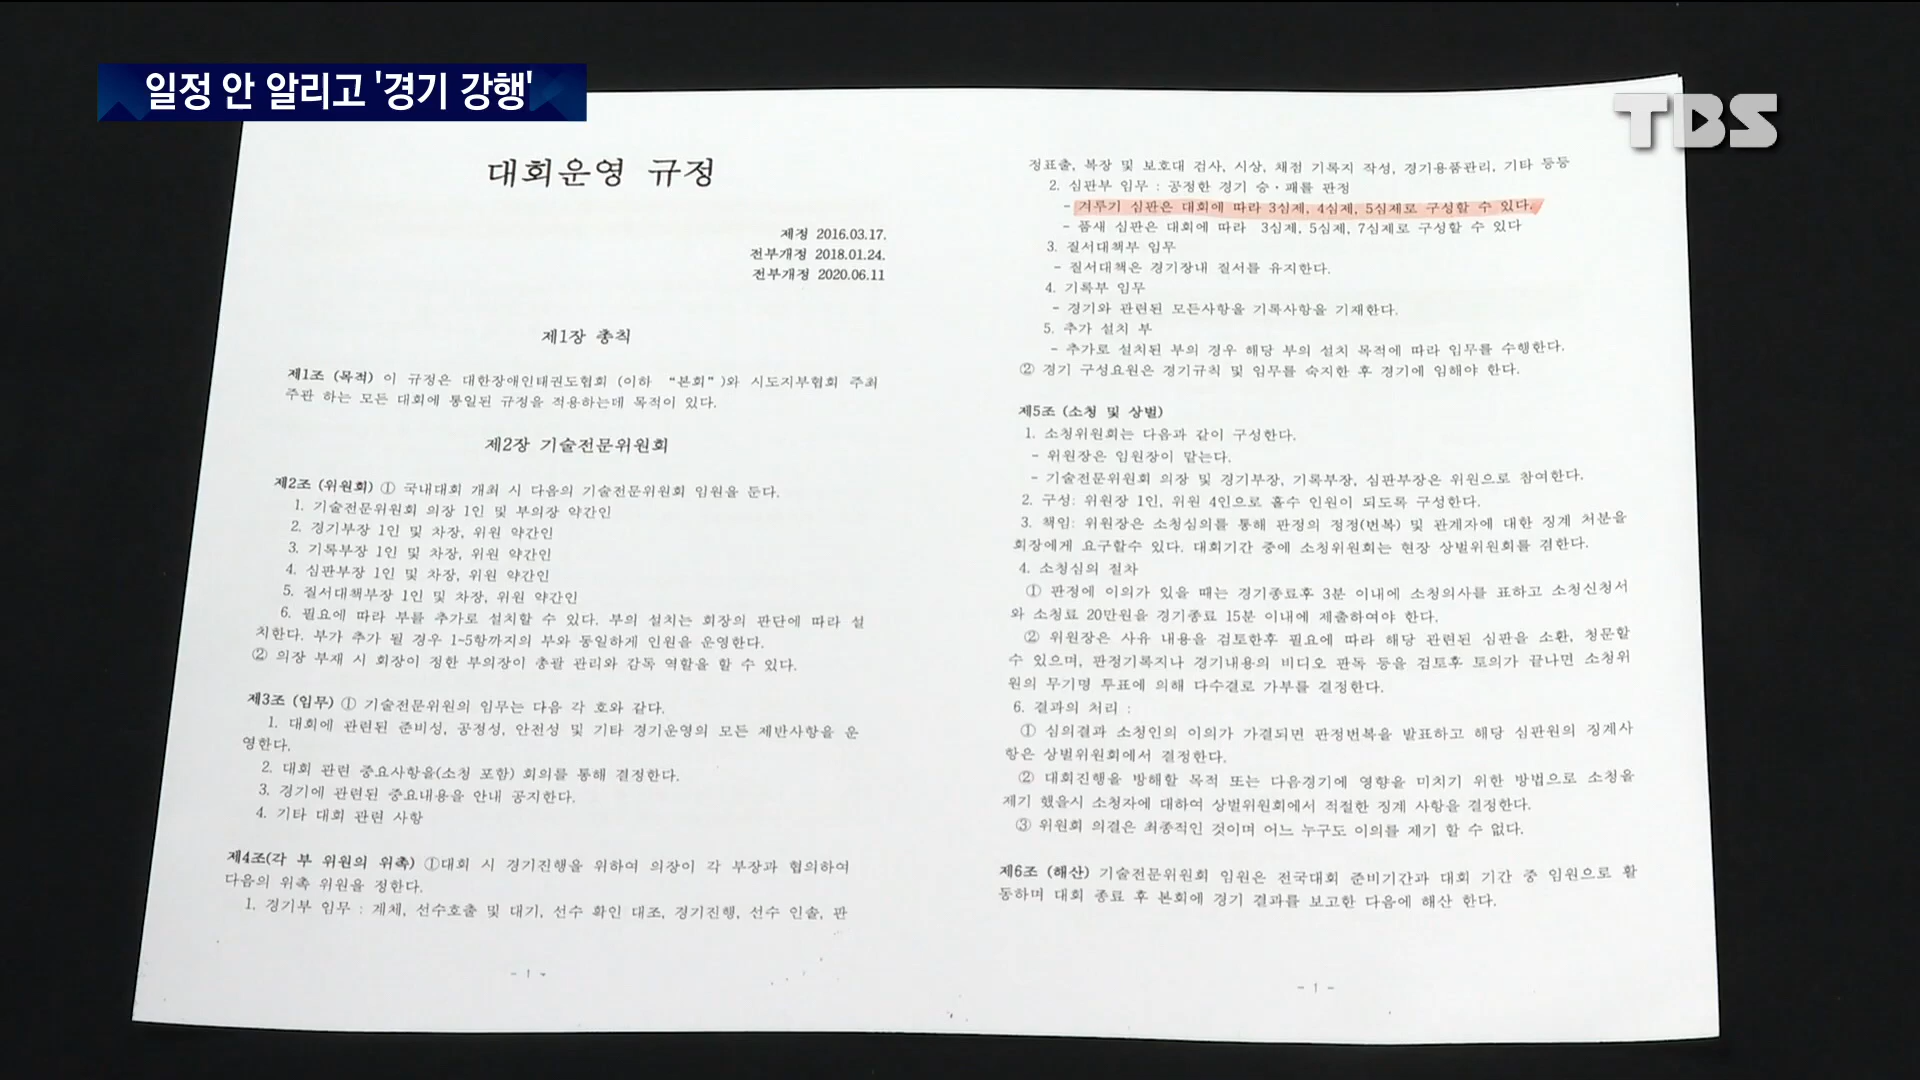 일정 안 알리고 '경기 강행'
TBS
대회운영 규정
제정 2016.03.17.
전부개정 2018.01.24.
전부개정 2020.06.11
제1장 총칙
제1조 (목적) 이 규정은 대한장애인태권도협회 (이하 “본회”)와 시도지부협회 주최
주관 하는 모든 대회에 통일된 규정을 적용하는데 목적이 있다.
제2장 기술전문위원회
제2조 (위원회) ① 국내대회 개최 시 다음의 기술전문위원회 임원을 둔다.
1. 기술전문위원회 의장 1인 및 부의장 약간인
2. 경기부장 1인 및 차장, 위원 약간인
3. 기록부장 1인 및 차장, 위원 약간인
4. 심판부장 1인 및 차장, 위원 약간인
5. 질서대책부장 1인 및 차장, 위원 약간인
6. 필요에 따라 부를 추가로 설치할 수 있다. 부의 설치는 회장의 판단에 따라 설
치한다. 부가 추가 될 경우 1~5항까지의 부와 동일하게 인원을 운영한다.
② 의장 부재 시 회장이 정한 부의장이 총괄 관리와 감독 역할을 할 수 있다.
제3조 (임무) ① 기술전문위원의 임무는 다음 각 호와 같다.
1. 대회에 관련된 준비성, 공정성, 안전성 및 기타 경기운영의 모든 제반사항을 운
영한다.
2. 대회 관련 중요사항을(소청 포함) 회의를 통해 결정한다.
3. 경기에 관련된 중요내용을 안내 공지한다.
4. 기타 대회 관련 사항
제4조(각 부 위원의 위촉) ①대회 시 경기진행을 위하여 의장이 각 부장과 협의하여
다음의 위촉 위원을 정한다.
1. 경기부 임무 : 계체, 선수호출 및 대기, 선수 확인 대조, 경기진행, 선수 인솔, 판
- 1 -
정표출, 복장 및 보호대 검사, 시상, 채점 기록지 작성, 경기용품관리, 기타 등등
2. 심판부 임무 : 공정한 경기 승·패를 판정
- 겨루기 심판은 대회에 따라 3심제, 4심제, 5심제로 구성할 수 있다.
- 품새 심판은 대회에 따라 3심제, 5심제, 7심제로 구성할 수 있다
3. 질서대책부 임무
- 질서대책은 경기장내 질서를 유지한다.
4. 기록부 임무
- 경기와 관련된 모든사항을 기록사항을 기재한다.
5. 추가 설치 부
- 추가로 설치된 부의 경우 해당 부의 설치 목적에 따라 임무를 수행한다.
② 경기 구성요원은 경기규칙 및 임무를 숙지한 후 경기에 임해야 한다.
제5조 (소청 및 상벌)
1. 소청위원회는 다음과 같이 구성한다.
- 위원장은 임원장이 맡는다.
- 기술전문위원회 의장 및 경기부장, 기록부장, 심판부장은 위원으로 참여한다.
2. 구성: 위원장 1인, 위원 4인으로 홀수 인원이 되도록 구성한다.
3. 책임: 위원장은 소청심의를 통해 판정의 정정(번복) 및 관계자에 대한 징계 처분을
회장에게 요구할수 있다. 대회기간 중에 소청위원회는 현장 상벌위원회를 겸한다.
4. 소청심의 절차
① 판정에 이의가 있을 때는 경기종료후 3분 이내에 소청의사를 표하고 소청신청서
와 소청료 20만원을 경기종료 15분 이내에 제출하여야 한다.
② 위원장은 사유 내용을 검토한후 필요에 따라 해당 관련된 심판을 소환, 청문할
수 있으며, 판정기록지나 경기내용의 비디오 판독 등을 검토후 토의가 끝나면 소청위
원의 무기명 투표에 의해 다수결로 가부를 결정한다.
6. 결과의 처리 :
① 심의결과 소청인의 이의가 가결되면 판정번복을 발표하고 해당 심판원의 징계사
항은 상벌위원회에서 결정한다.
② 대회진행을 방해할 목적 또는 다음경기에 영향을 미치기 위한 방법으로 소청을
제기 했을시 소청자에 대하여 상벌위원회에서 적절한 징계 사항을 결정한다.
③ 위원회 의결은 최종적인 것이며 어느 누구도 이의를 제기 할 수 없다.
제6조 (해산) 기술전문위원회 임원은 전국대회 준비기간과 대회 기간 중 임원으로 활
동하며 대회 종료 후 본회에 경기 결과를 보고한 다음에 해산 한다.
- 1 -